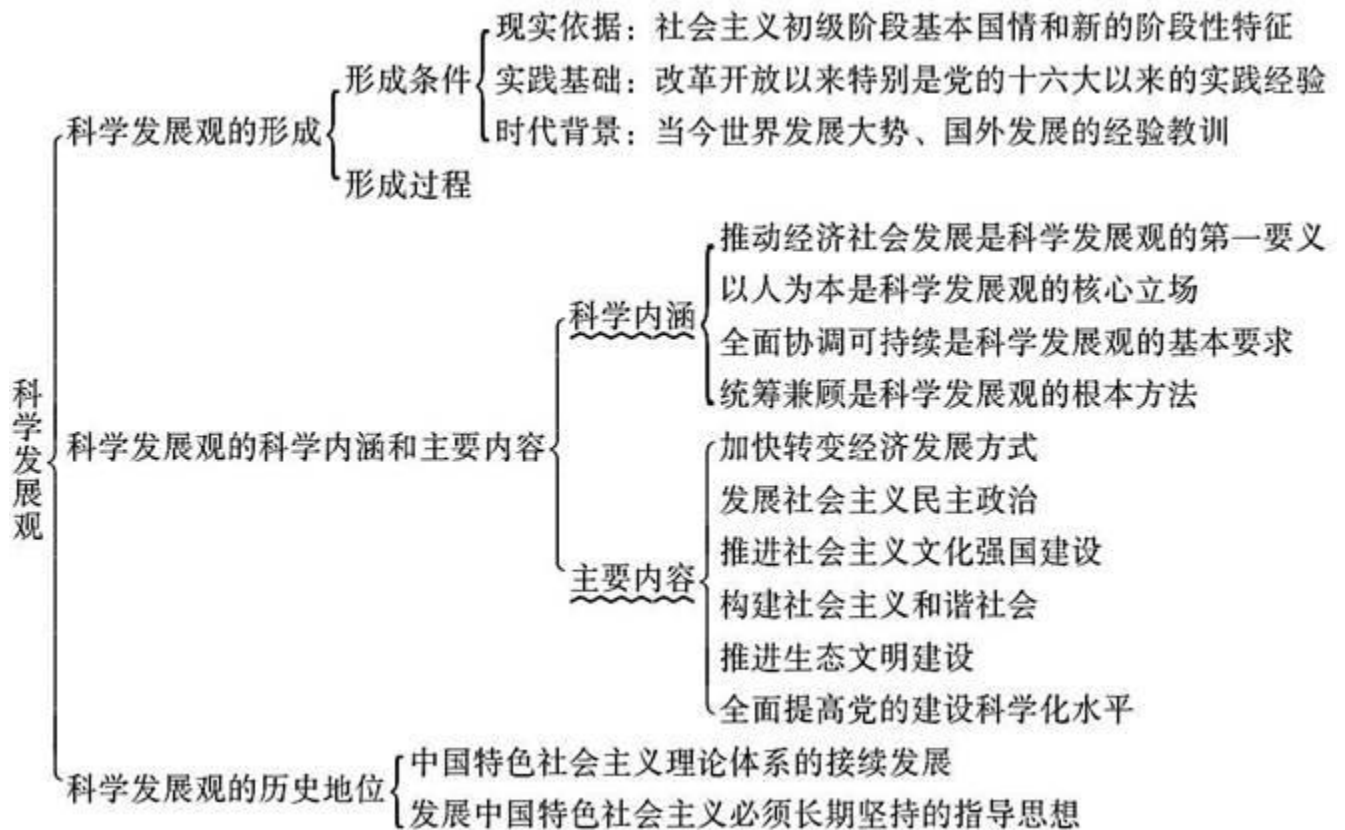 科学发展观
科学发展观的形成
形成条件
现实依据：社会主义初级阶段基本国情和新的阶段性特征
实践基础：改革开放以来特别是党的十六大以来的实践经验
时代背景：当今世界发展大势、国外发展的经验教训
形成过程
科学发展观的科学内涵和主要内容
科学内涵
推动经济社会发展是科学发展观的第一要义
以人为本是科学发展观的核心立场
全面协调可持续是科学发展观的基本要求
统筹兼顾是科学发展观的根本方法
主要内容
加快转变经济发展方式
发展社会主义民主政治
推进社会主义文化强国建设
构建社会主义和谐社会
推进生态文明建设
全面提高党的建设科学化水平
科学发展观的历史地位
中国特色社会主义理论体系的接续发展
发展中国特色社会主义必须长期坚持的指导思想